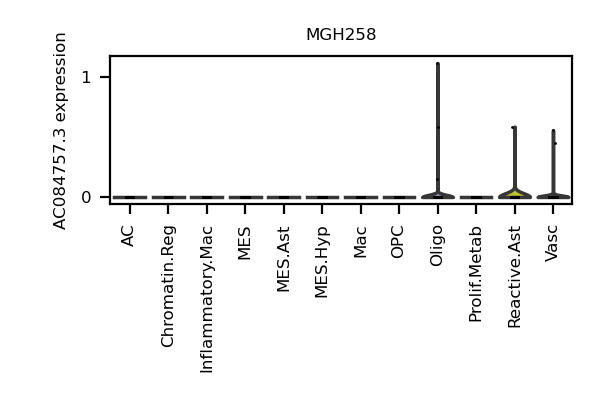 MGH258
AC084757.3 expression
1
0
AC
Chromatin.Reg
Inflammatory.Mac
MES
MES.Ast
MES.Hyp
Mac
OPC
Oligo
Prolif.Metab
Reactive.Ast
Vasc